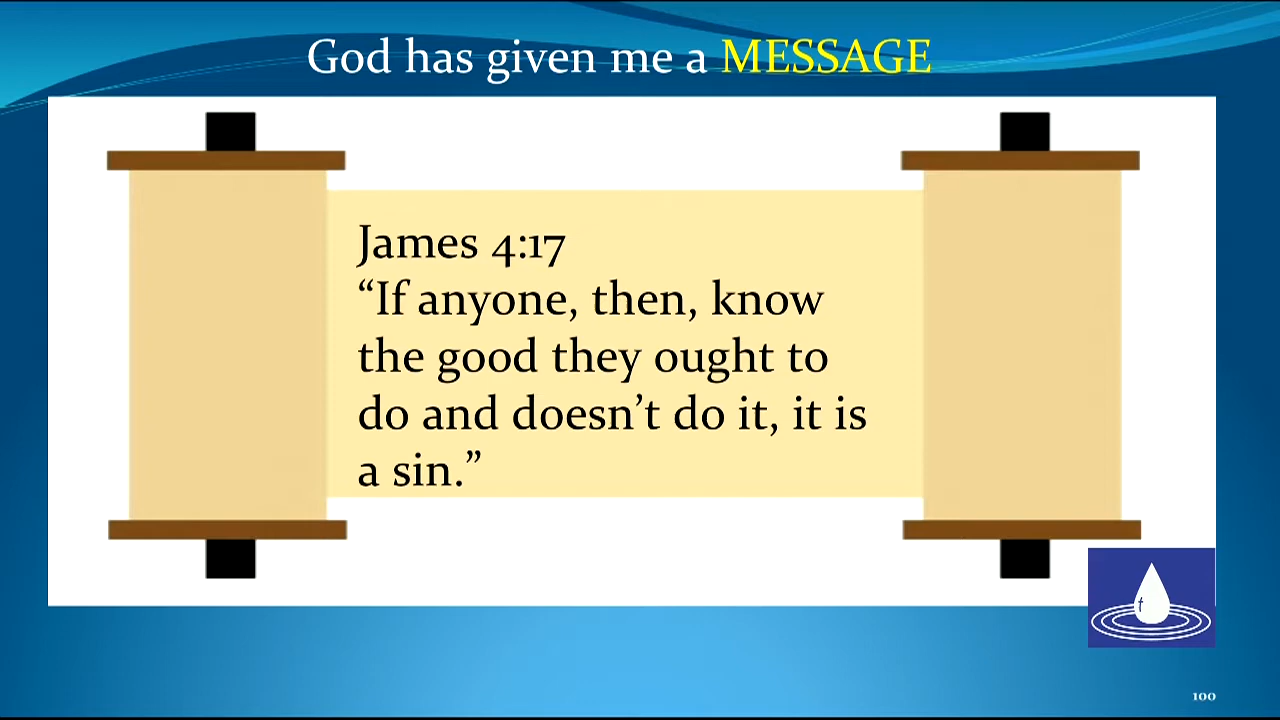 God has given me a MESSAGE
James 4:17
“If anyone, then, know
the good they ought to
do and doesn’t do it, it is
a sin.”
t
100